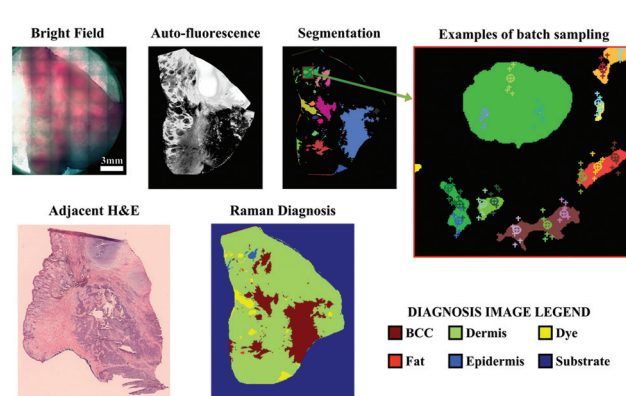 Bright Field
Auto-fluorescence
Segmentation
Examples of batch sampling
3mm
Adjacent H&E
Raman Diagnosis
DIAGNOSIS IMAGE LEGEND
BCC
Dermis
Dye
Fat
Epidermis
Substrate